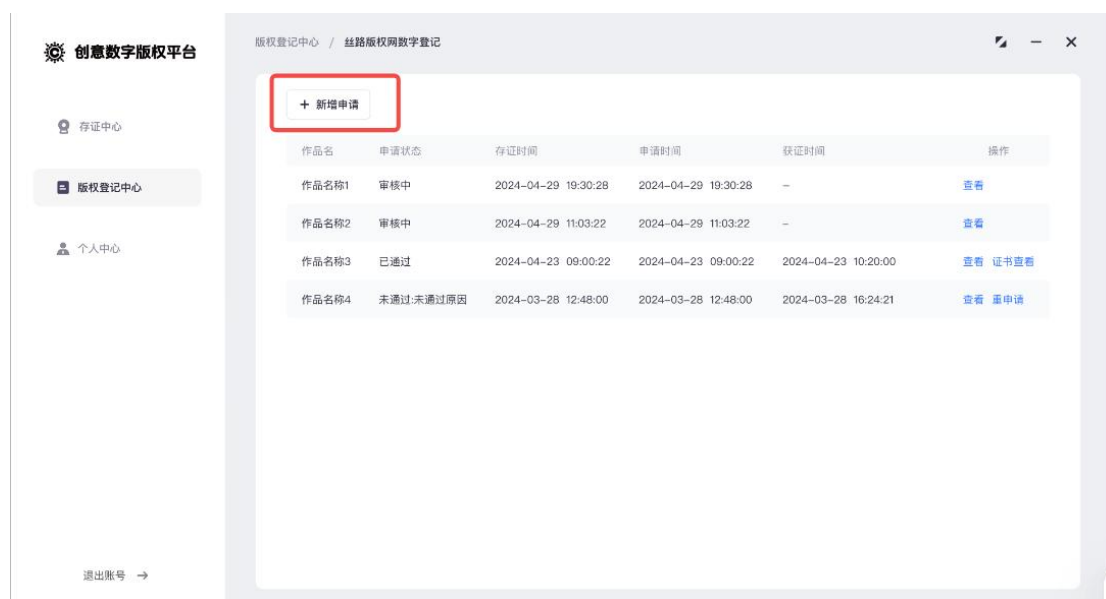 创意数字版权平台
版权登记中心 / 丝路版权网数字登记
+ 新增申请
存证中心
版权登记中心
个人中心
作品名 申请状态 存证时间 申请时间 获证时间 操作
作品名称1 审核中 2024-04-29 19:30:28 2024-04-29 19:30:28 - 查看
作品名称2 审核中 2024-04-29 11:03:22 2024-04-29 11:03:22 - 查看
作品名称3 已通过 2024-04-23 09:00:22 2024-04-23 09:00:22 2024-04-23 10:20:00 查看 证书查看
作品名称4 未通过:未通过原因 2024-03-28 12:48:00 2024-03-28 12:48:00 2024-03-28 16:24:21 查看 重申请
退出账号 →